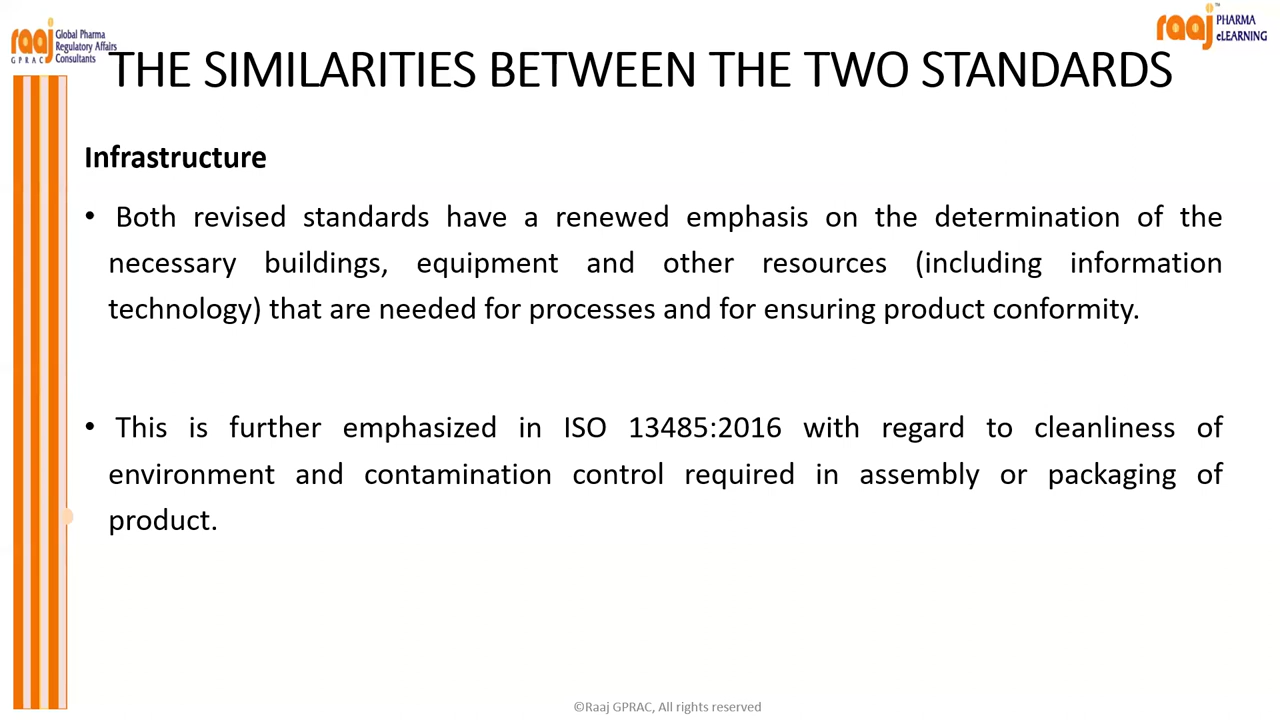 raaj
GPRAC
Global Pharma
Regulatory Affairs
Consultants
raaj™
PHARMA
eLEARNING
THE SIMILARITIES BETWEEN THE TWO STANDARDS
Infrastructure
• Both revised standards have a renewed emphasis on the determination of the
necessary buildings, equipment and other resources (including information
technology) that are needed for processes and for ensuring product conformity.
• This is further emphasized in ISO 13485:2016 with regard to cleanliness of
environment and contamination control required in assembly or packaging of
product.
©Raaj GPRAC, All rights reserved